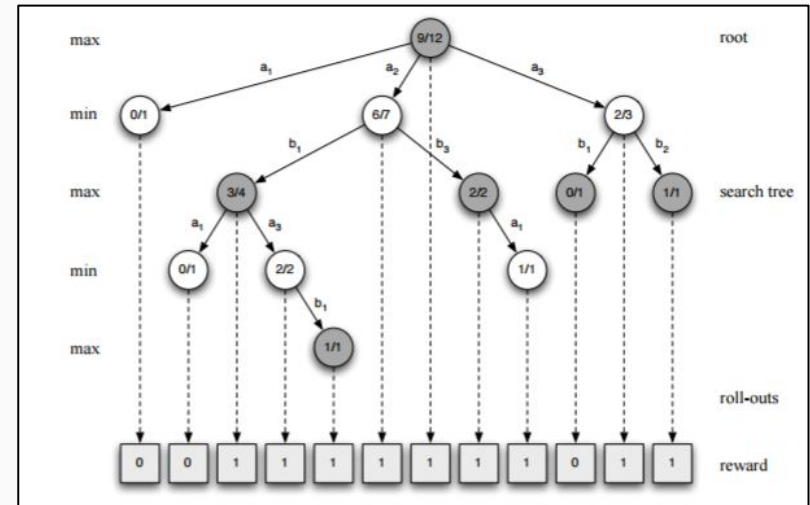 max 9/12 root
a1 a2 a3
min 0/1 6/7 2/3
b1 b3 b1 b2
max 3/4 2/2 0/1 1/1 search tree
a1 a3 a1
min 0/1 2/2 1/1
b1
max 1/1
roll-outs
0 0 1 1 1 1 1 1 1 0 1 1 reward